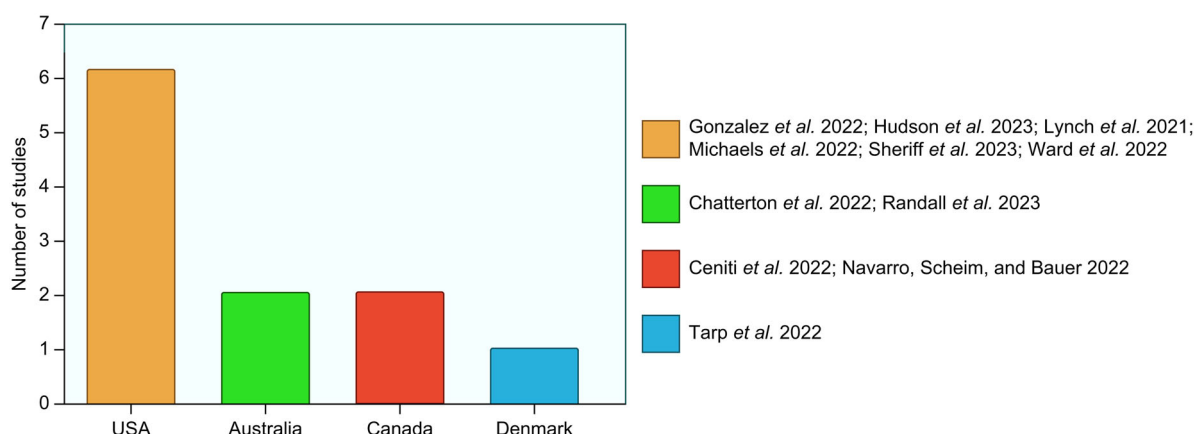 7
6
5
4
3
2
1
0
Number of studies
USA
Australia
Canada
Denmark
Gonzalez et al. 2022; Hudson et al. 2023; Lynch et al. 2021;
Michaels et al. 2022; Sheriff et al. 2023; Ward et al. 2022
Chatterton et al. 2022; Randall et al. 2023
Ceniti et al. 2022; Navarro, Scheim, and Bauer 2022
Tarp et al. 2022